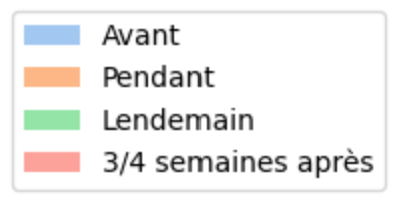 Avant
Pendant
Lendemain
3/4 semaines après